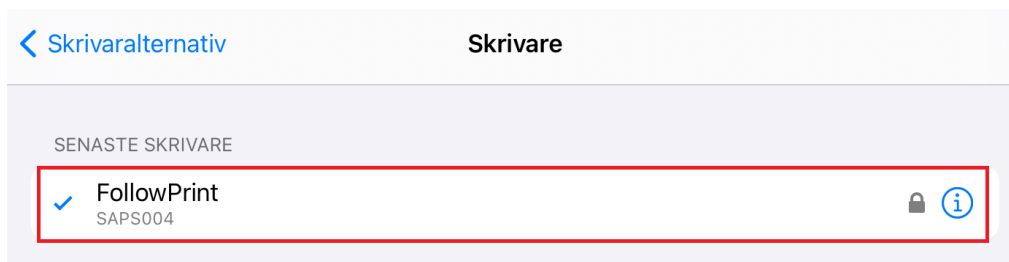 Skrivaralternativ
Skrivare
SENASTE SKRIVARE
FollowPrint
SAPS004